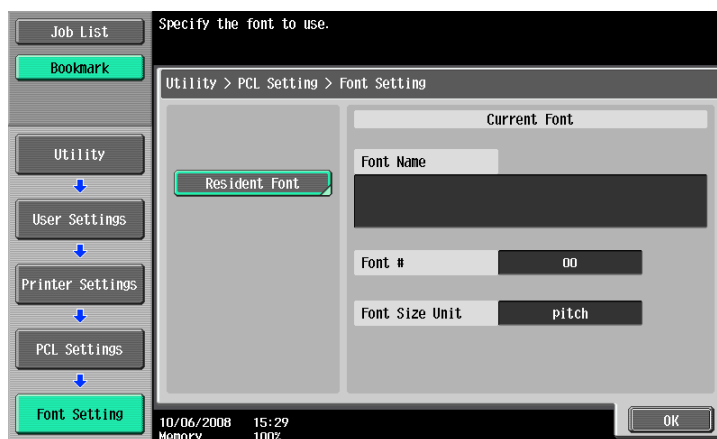 Job List
Bookmark
Utility
User Settings
Printer Settings
PCL Settings
Font Setting
Specify the font to use.
Utility > PCL Setting > Font Setting
Resident Font
Current Font
Font Name
Font # 00
Font Size Unit pitch
10/06/2008 15:29
Memory 100%
OK